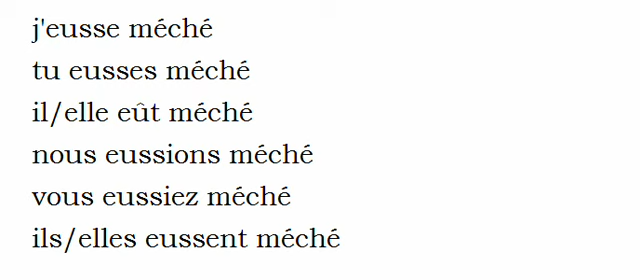 j'eusse méché
tu eusses méché
il/elle eût méché
nous eussions méché
vous eussiez méché
ils/elles eussent méché